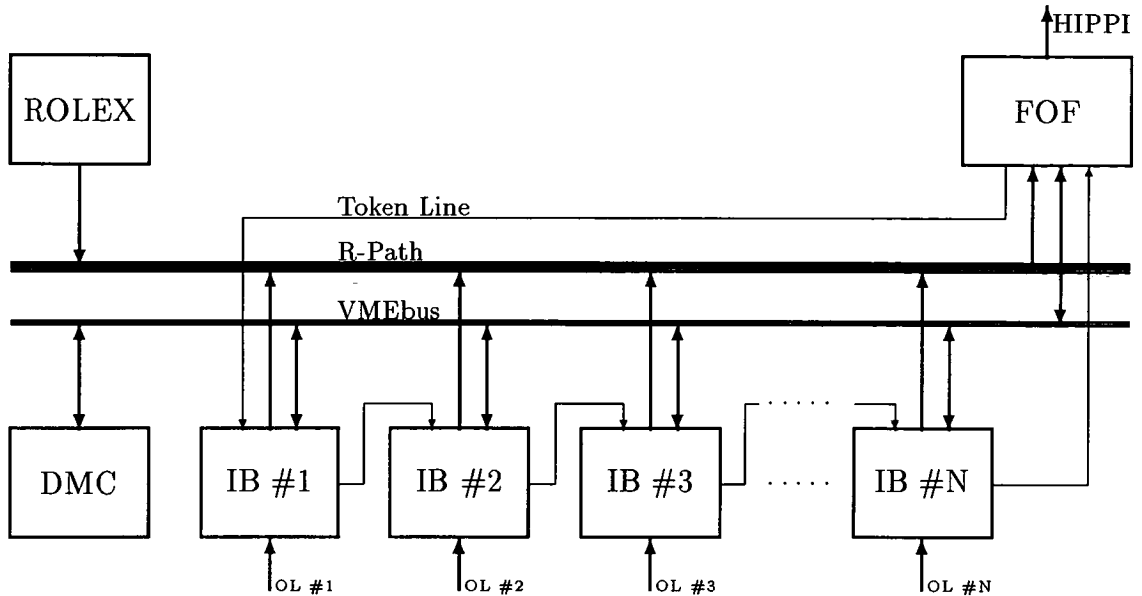 HIPPI
ROLEX
FOF
Token Line
R-Path
VMEbus
DMC
IB #1
IB #2
IB #3
. . . . .
. . . . .
IB #N
OL #1
OL #2
OL #3
OL #N